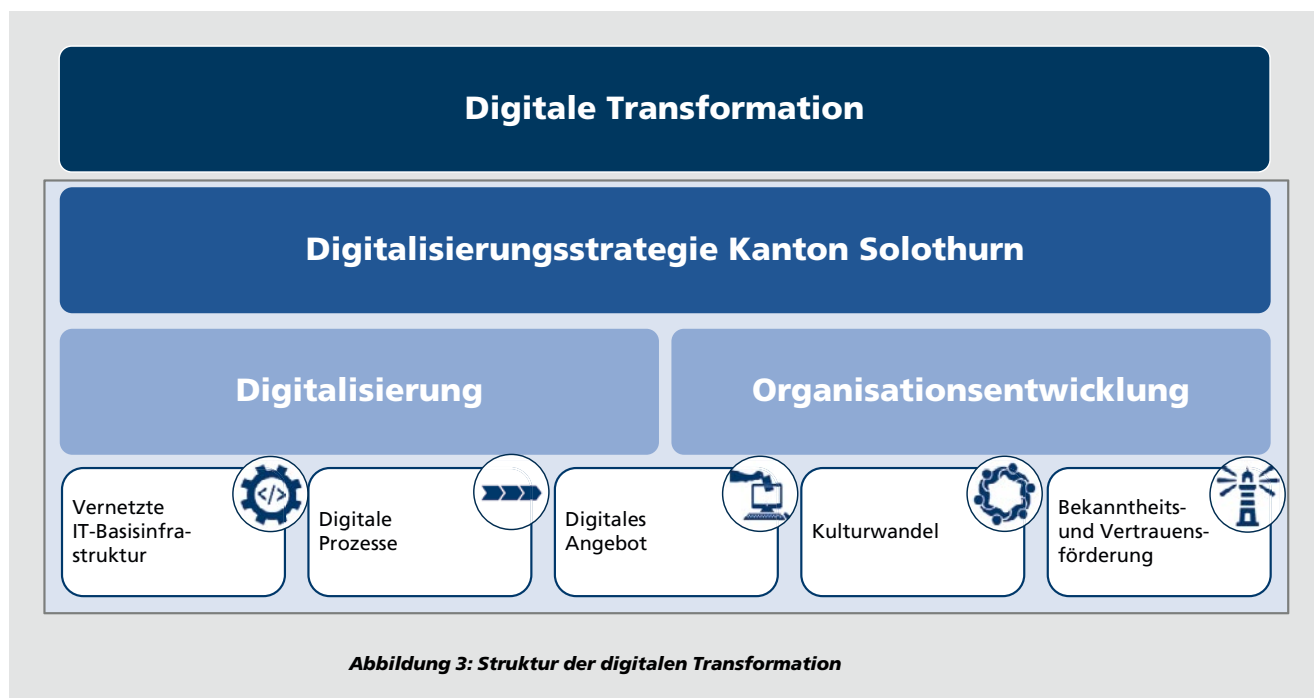 Digitale Transformation
Digitalisierungsstrategie Kanton Solothurn
Digitalisierung
Organisationsentwicklung
Vernetzte
IT-Basisinfra-
struktur
</>
Digitale
Prozesse
Digitales
Angebot
Kulturwandel
Bekanntheits-
und Vertrauens-
förderung
Abbildung 3: Struktur der digitalen Transformation